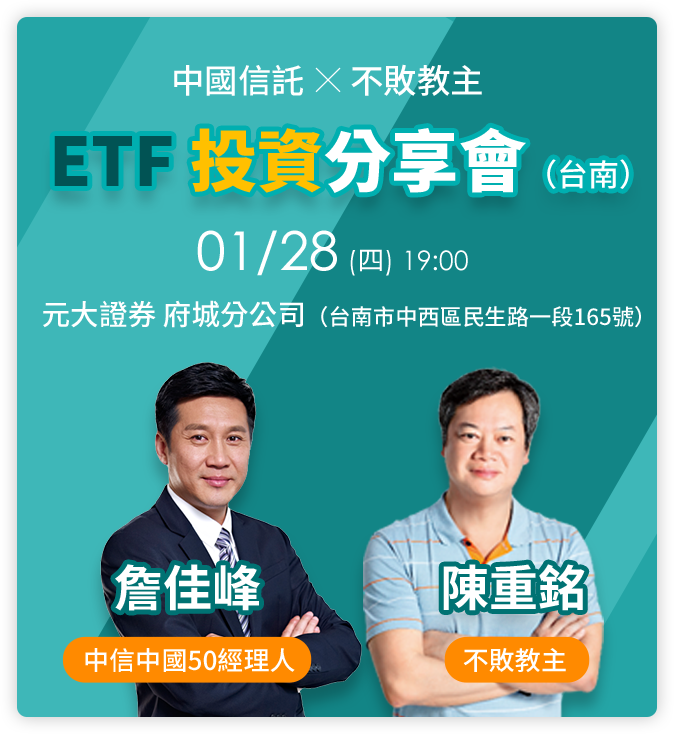 中國信託 × 不敗教主
ETF 投資分享會（台南）
01/28 (四) 19:00
元大證券 府城分公司（台南市中西區民生路一段165號）
詹佳峰
中信中國50經理人
陳重銘
不敗教主